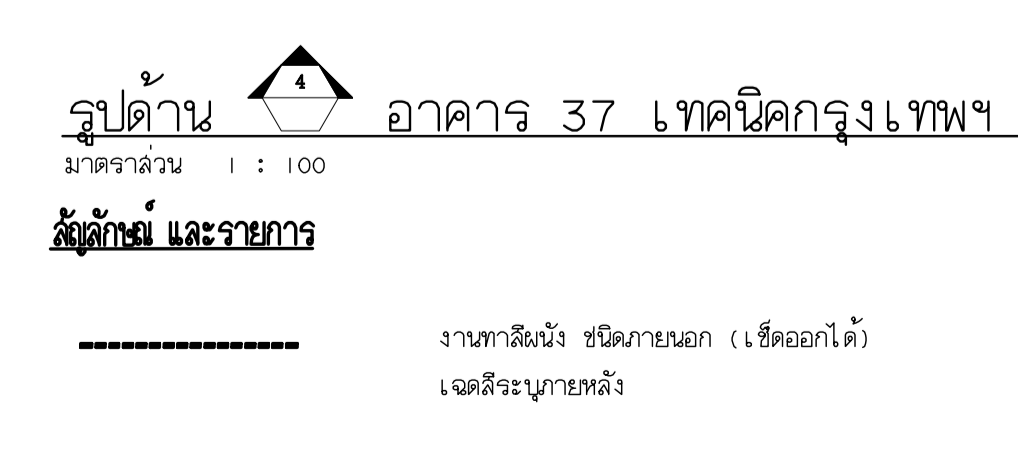 รูปด้าน 4 อาคาร 37 เทคนิคกรุงเทพฯ
มาตราส่วน 1 : 100
สัญลักษณ์ และรายการ
งานทาสีผนัง ชนิดภายนอก (เช็ดออกได้)
เฉดสีระบุภายหลัง